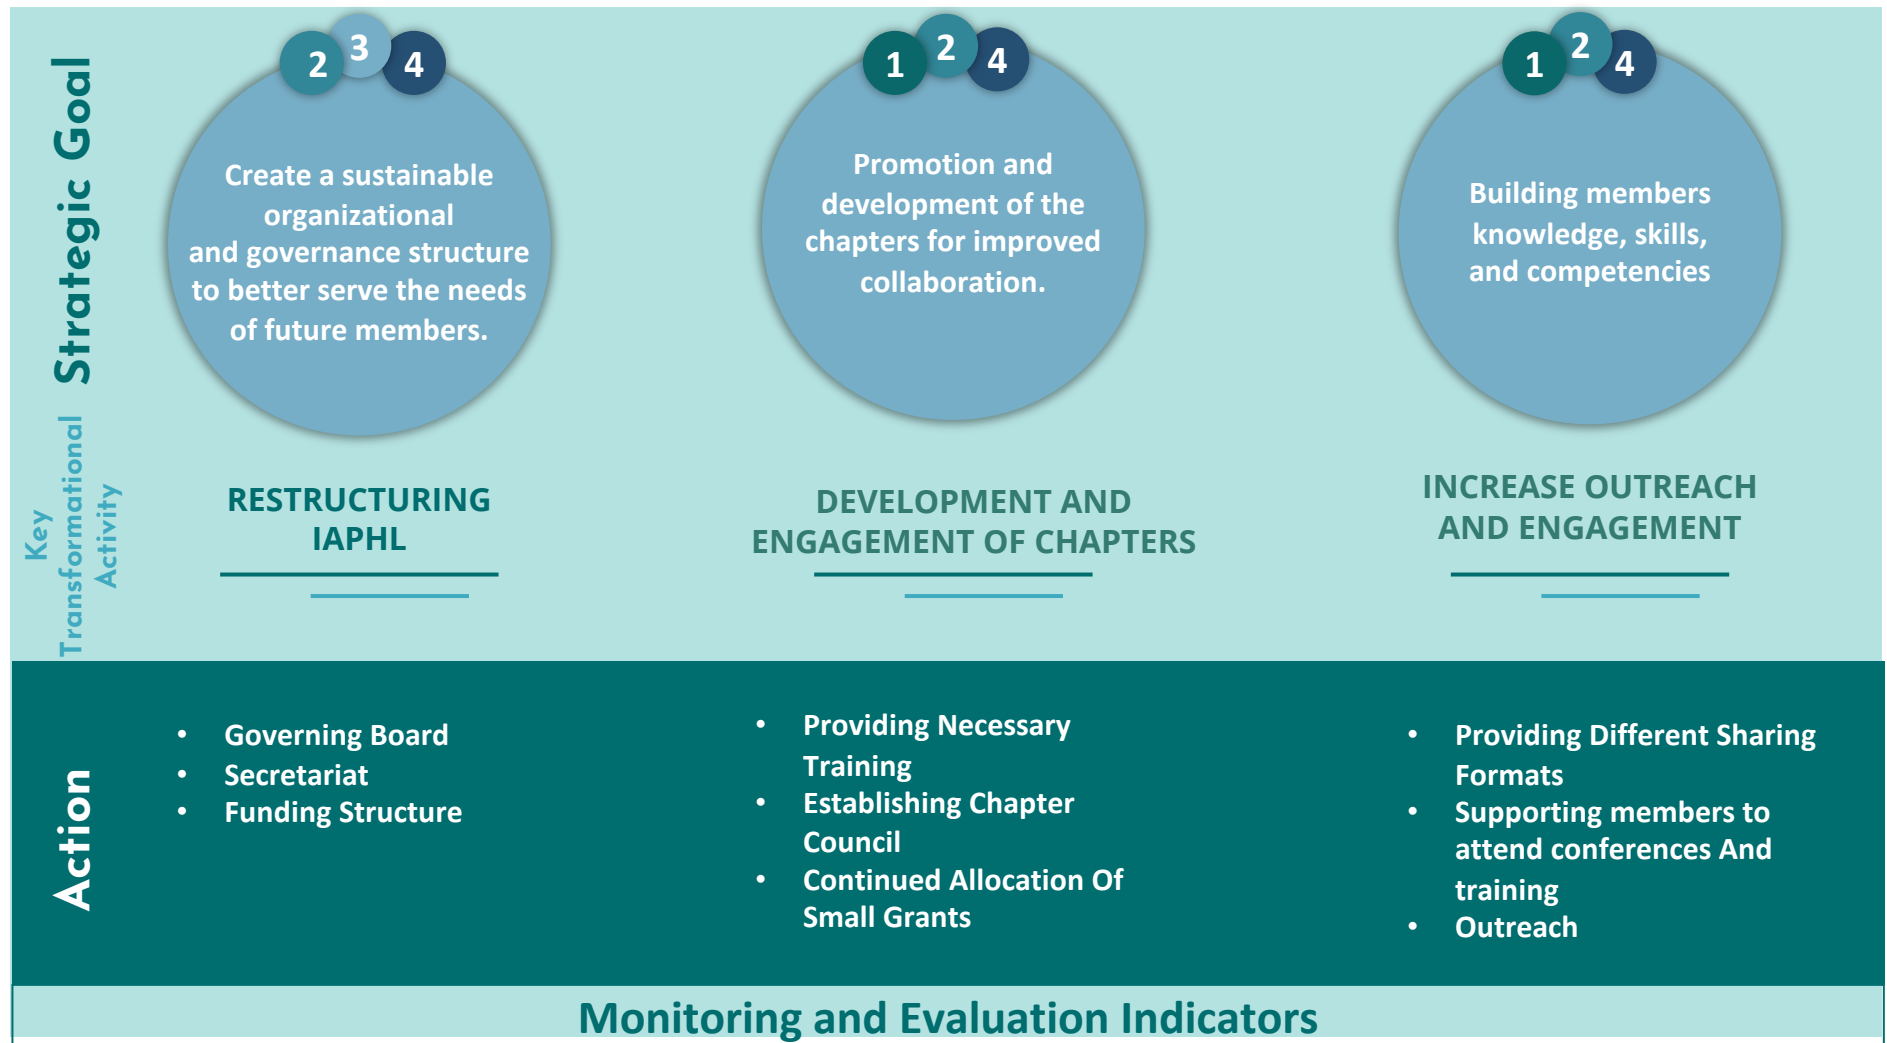 Strategic Goal
2 3 4
Create a sustainable
organizational
and governance structure
to better serve the needs
of future members.
1 2 4
Promotion and
development of the
chapters for improved
collaboration.
1 2 4
Building members
knowledge, skills,
and competencies
Key
Transformational
Activity
RESTRUCTURING
IAPHL
DEVELOPMENT AND
ENGAGEMENT OF CHAPTERS
INCREASE OUTREACH
AND ENGAGEMENT
Action
• Governing Board
• Secretariat
• Funding Structure
• Providing Necessary
Training
• Establishing Chapter
Council
• Continued Allocation Of
Small Grants
• Providing Different Sharing
Formats
• Supporting members to
attend conferences And
training
• Outreach
Monitoring and Evaluation Indicators